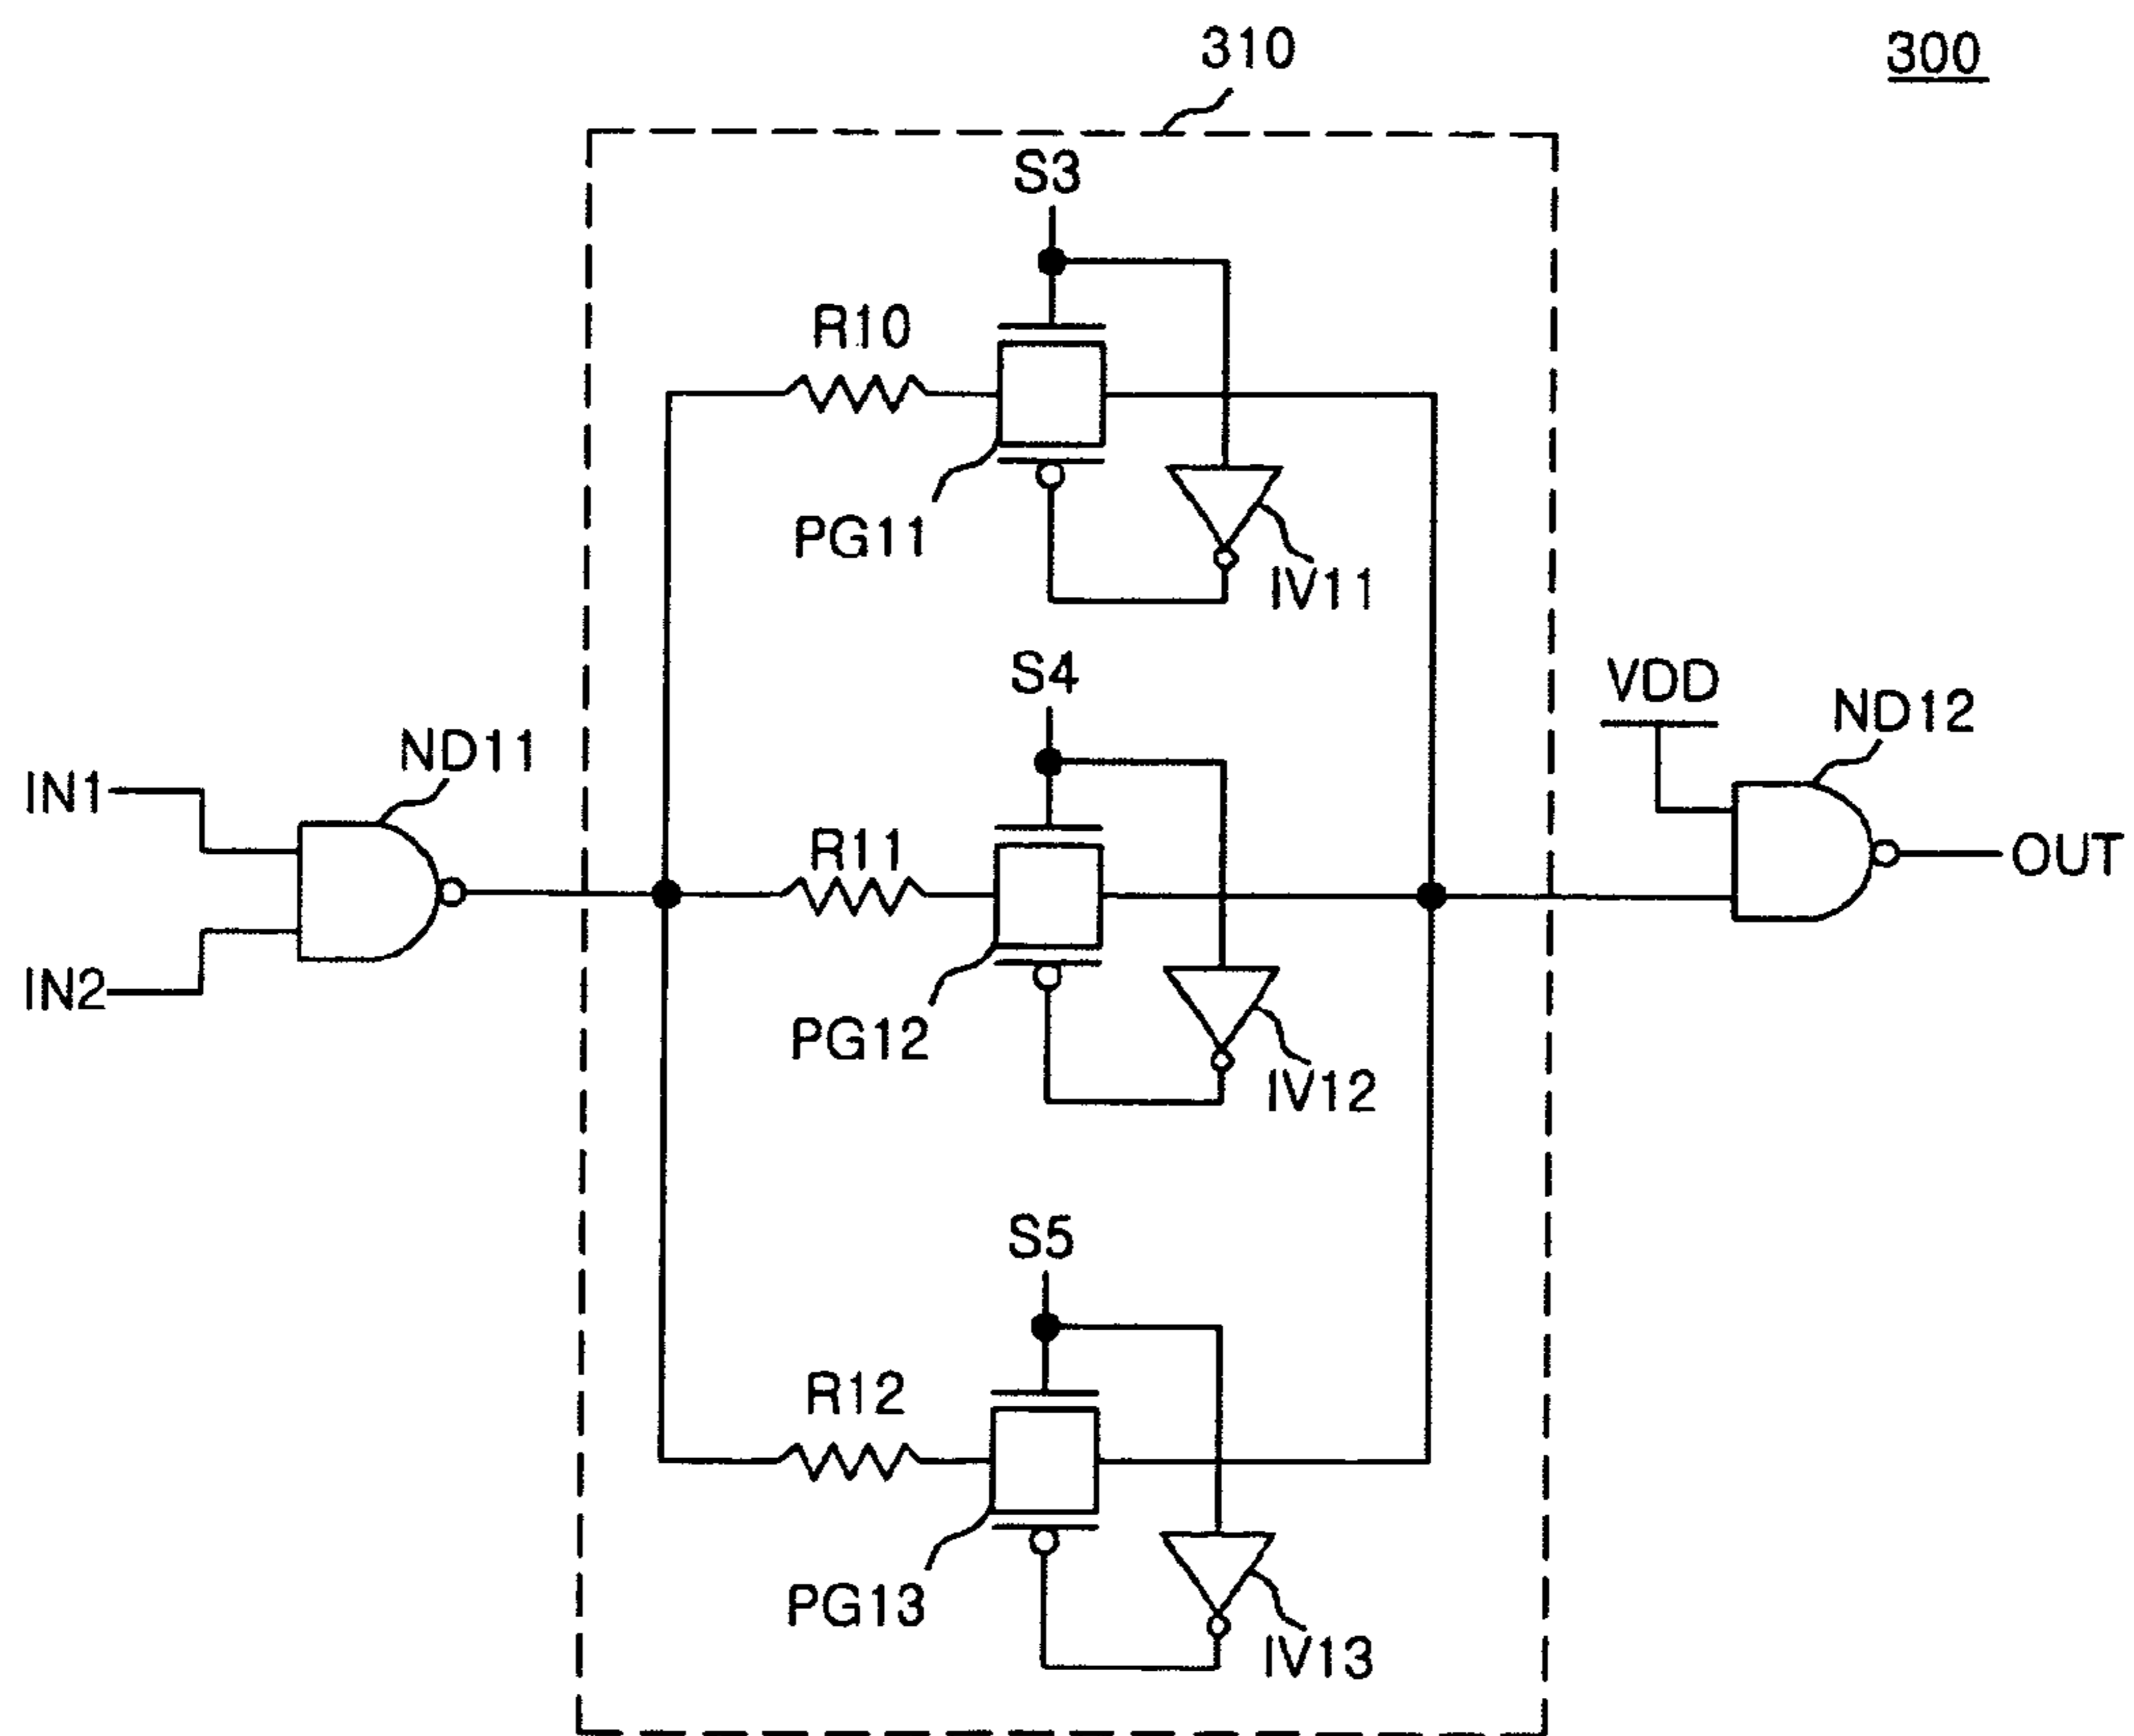 310
300
S3
R10
PG11
IV11
S4
VDD
ND12
ND11
IN1
R11
OUT
IN2
PG12
IV12
S5
R12
PG13
IV13